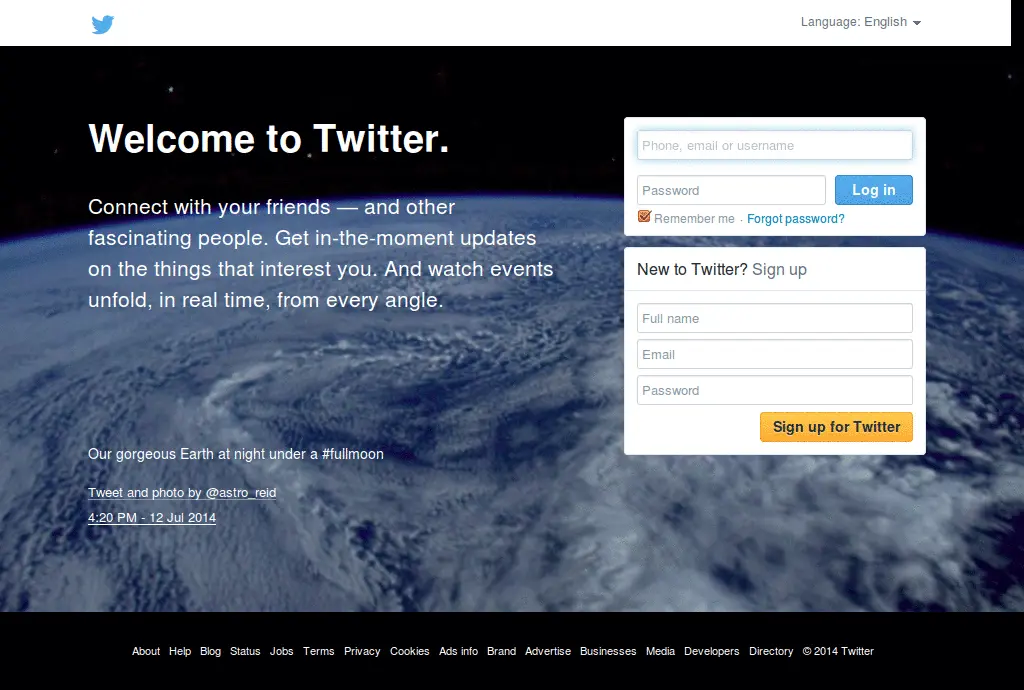 Language: English
Welcome to Twitter.
Connect with your friends — and other
fascinating people. Get in-the-moment updates
on the things that interest you. And watch events
unfold, in real time, from every angle.
Our gorgeous Earth at night under a #fullmoon
Tweet and photo by @astro_reid
4:20 PM - 12 Jul 2014
Phone, email or username
Password Log in
Remember me · Forgot password?
New to Twitter? Sign up
Full name
Email
Password
Sign up for Twitter
About Help Blog Status Jobs Terms Privacy Cookies Ads info Brand Advertise Businesses Media Developers Directory © 2014 Twitter